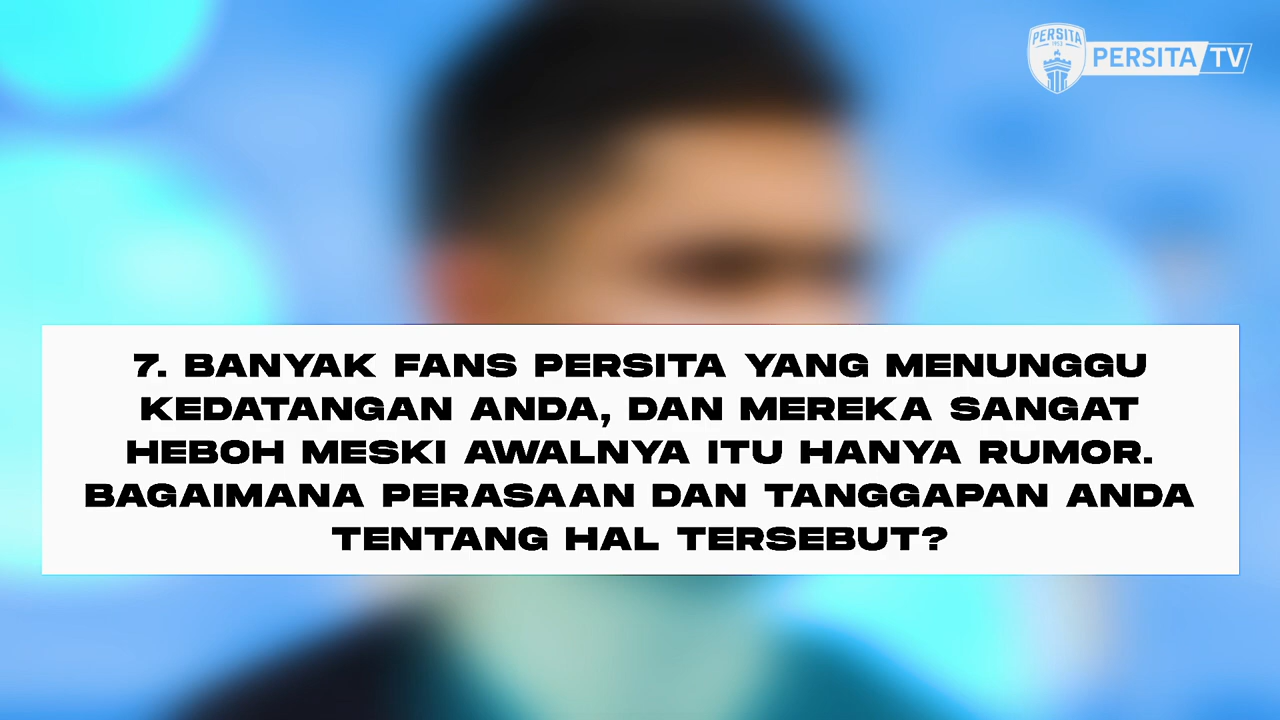 PERSITA
1953
PERSITA TV
7. BANYAK FANS PERSITA YANG MENUNGGU
KEDATANGAN ANDA, DAN MEREKA SANGAT
HEBOH MESKI AWALNYA ITU HANYA RUMOR.
BAGAIMANA PERASAAN DAN TANGGAPAN ANDA
TENTANG HAL TERSEBUT?